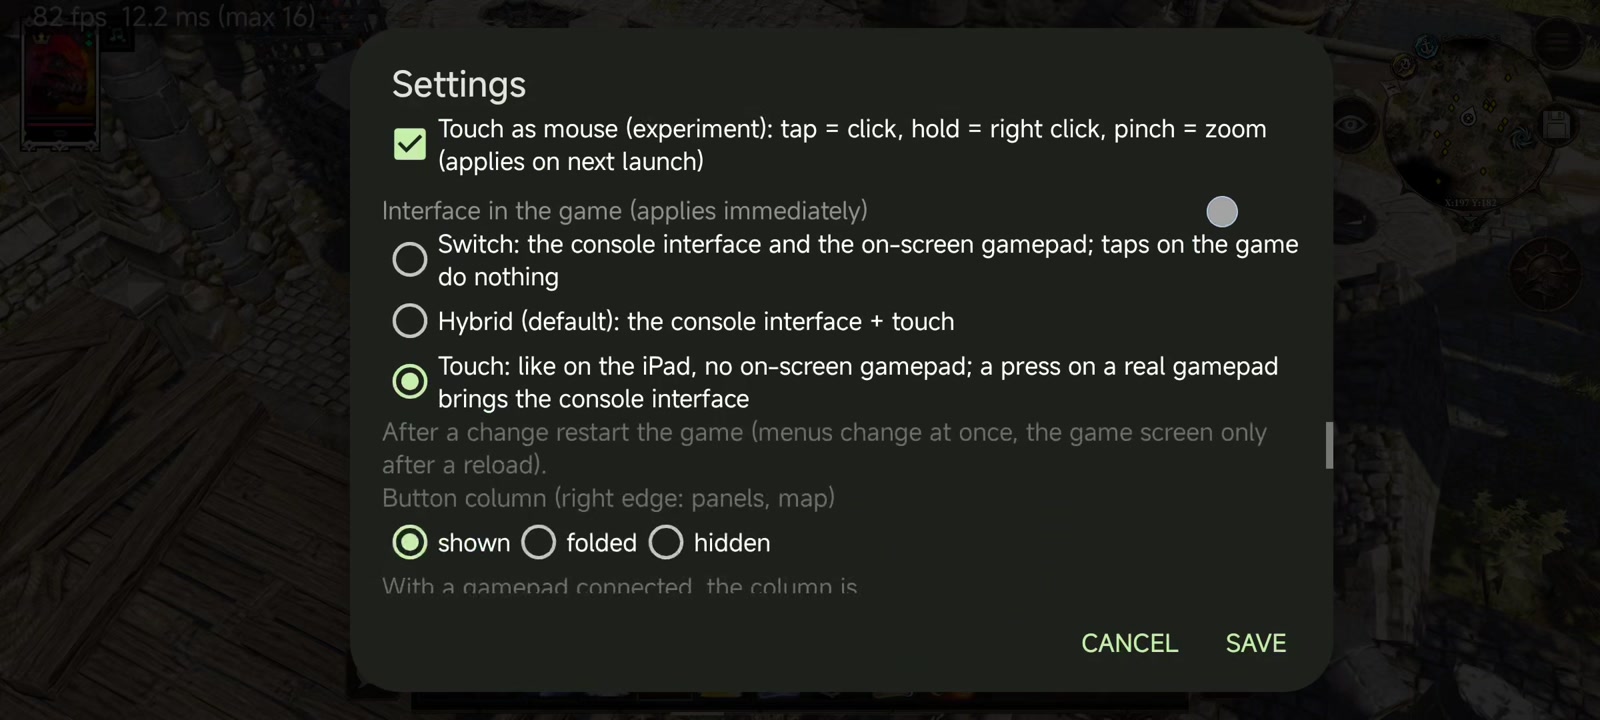 82 fps 12.2 ms (max 16)
Settings
Touch as mouse (experiment): tap = click, hold = right click, pinch = zoom
(applies on next launch)
Interface in the game (applies immediately)
Switch: the console interface and the on-screen gamepad; taps on the game
do nothing
Hybrid (default): the console interface + touch
Touch: like on the iPad, no on-screen gamepad; a press on a real gamepad
brings the console interface
After a change restart the game (menus change at once, the game screen only
after a reload).
Button column (right edge: panels, map)
shown folded hidden
With a gamepad connected, the column is
CANCEL SAVE
X:197 Y:182